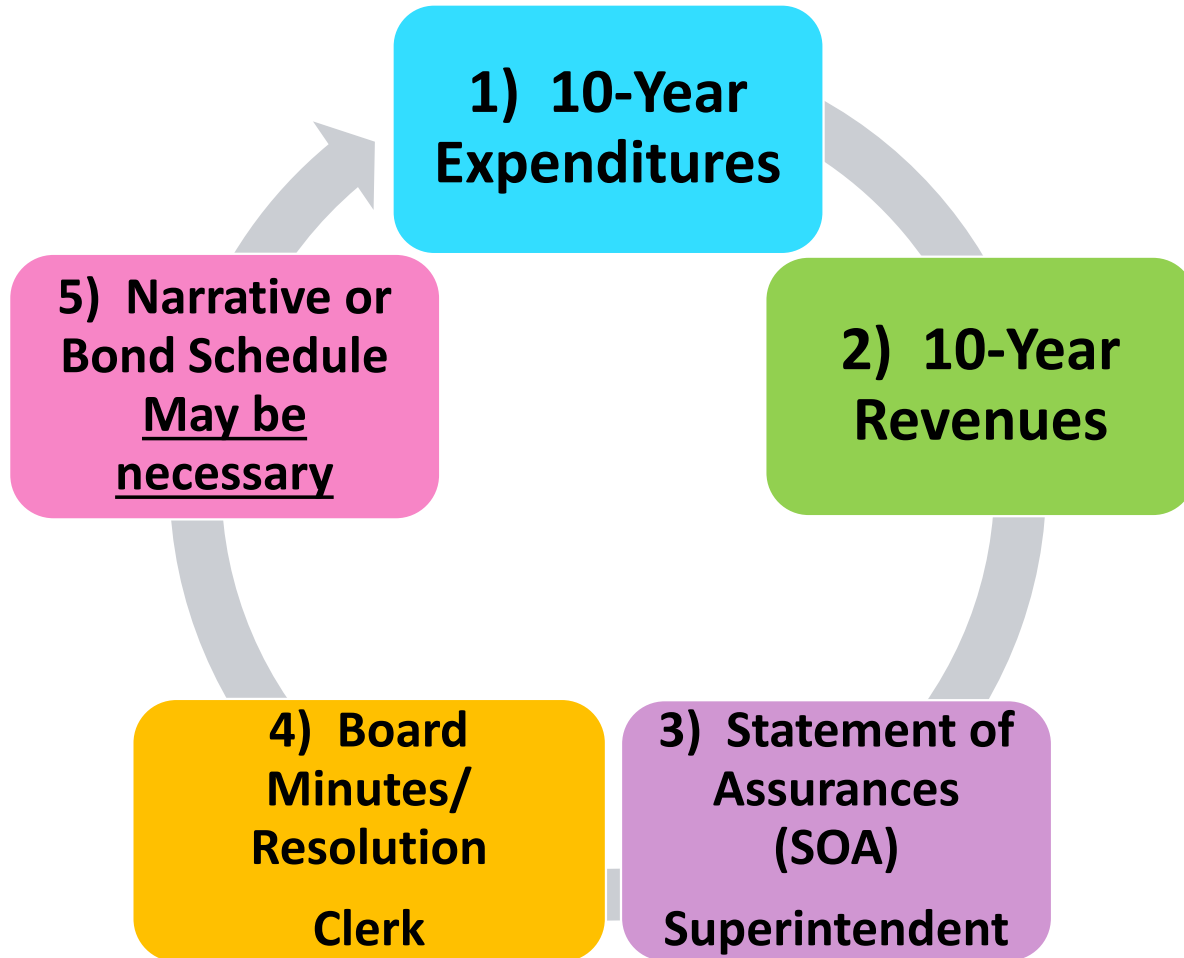 1) 10-Year
Expenditures
2) 10-Year
Revenues
3) Statement of
Assurances
(SOA)
Superintendent
4) Board
Minutes/
Resolution
Clerk
5) Narrative or
Bond Schedule
May be
necessary